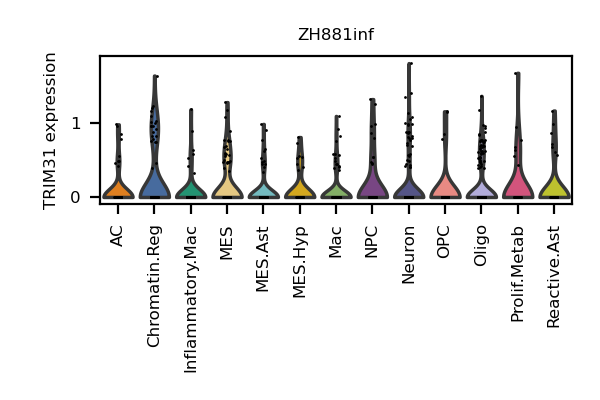 ZH881inf
TRIM31 expression
1
0
AC
Chromatin.Reg
Inflammatory.Mac
MES
MES.Ast
MES.Hyp
Mac
NPC
Neuron
OPC
Oligo
Prolif.Metab
Reactive.Ast